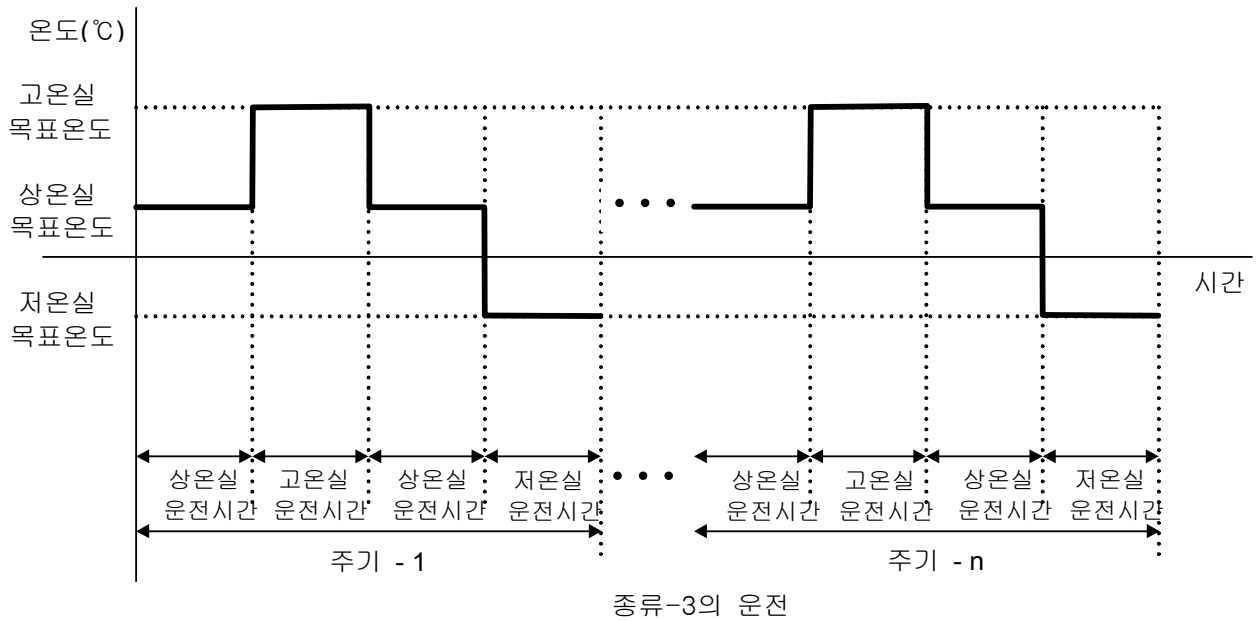 온도(℃)
고온실
목표온도
상온실
목표온도
시간
저온실
목표온도
상온실 고온실 상온실 저온실 상온실 고온실 상온실 저온실
운전시간 운전시간 운전시간 운전시간 운전시간 운전시간 운전시간 운전시간
주기 - 1 주기 - n
종류-3의 운전